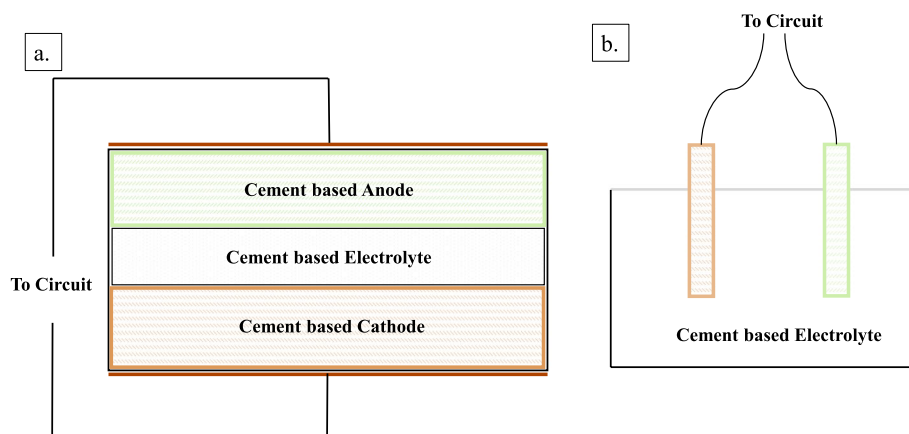 a.
Cement based Anode
Cement based Electrolyte
Cement based Cathode
To Circuit
b.
To Circuit
Cement based Electrolyte